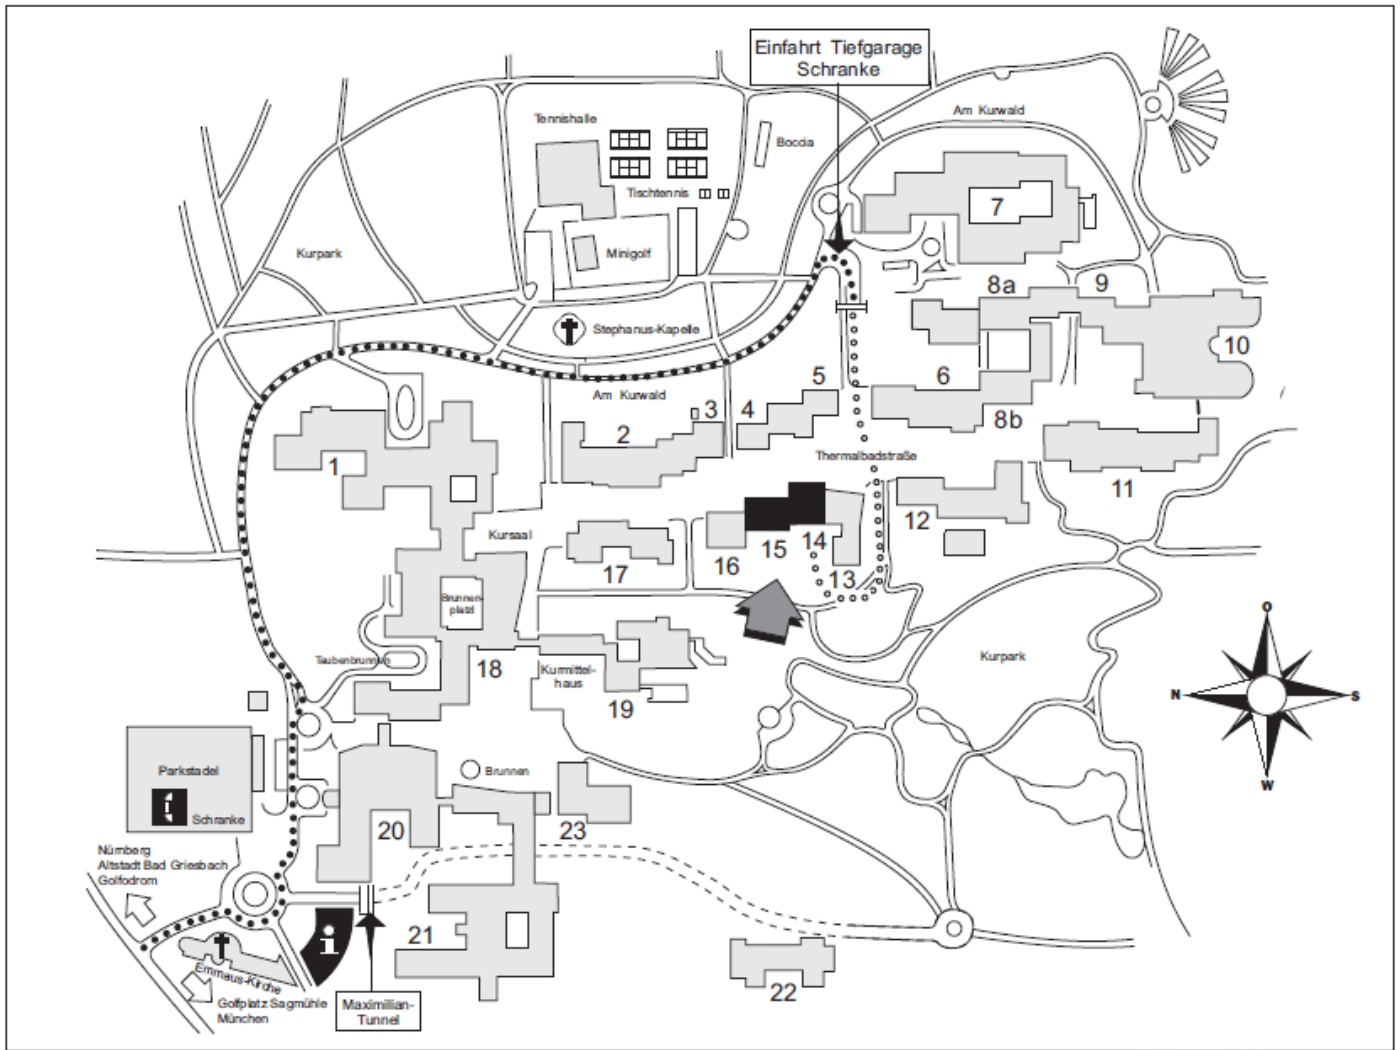 Einfahrt Tiefgarage
Schranke
Am Kurwald
Tennishalle
Boccia
Tischtennis
7
Kurpark
Minigolf
8a
9
Stephanus-Kapelle
10
5
6
Am Kurwald
3
4
2
8b
1
Thermalbadstraße
11
12
Kursaal
15
14
16
13
17
Brunnen-
platzl
Taubenbrunnen
18
Kurmittel-
haus
19
Kurpark
O
N
S
W
Parkstadel
Schranke
Brunnen
20
23
Nürnberg
Altstadt Bad Griesbach
Golfodrom
i
21
Emmaus-Kirche
Golfplatz Sagmühle
München
Maximilian-
Tunnel
22